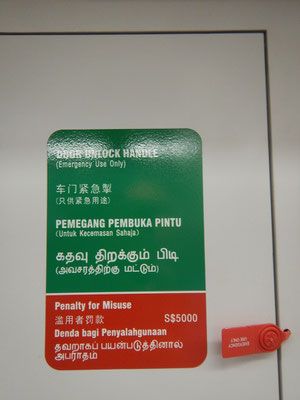 DOOR UNLOCK HANDLE
(Emergency Use Only)
车门紧急掣
(只供紧急用途)
PEMEGANG PEMBUKA PINTU
(Untuk Kecemasan Sahaja)
கதவு திறக்கும் பிடி
(அவசரத்திற்கு மட்டும்)
Penalty for Misuse
滥用者罚款 S$5000
Denda bagi Penyalahgunaan
தவறாகப் பயன்படுத்தினால்
அபராதம்